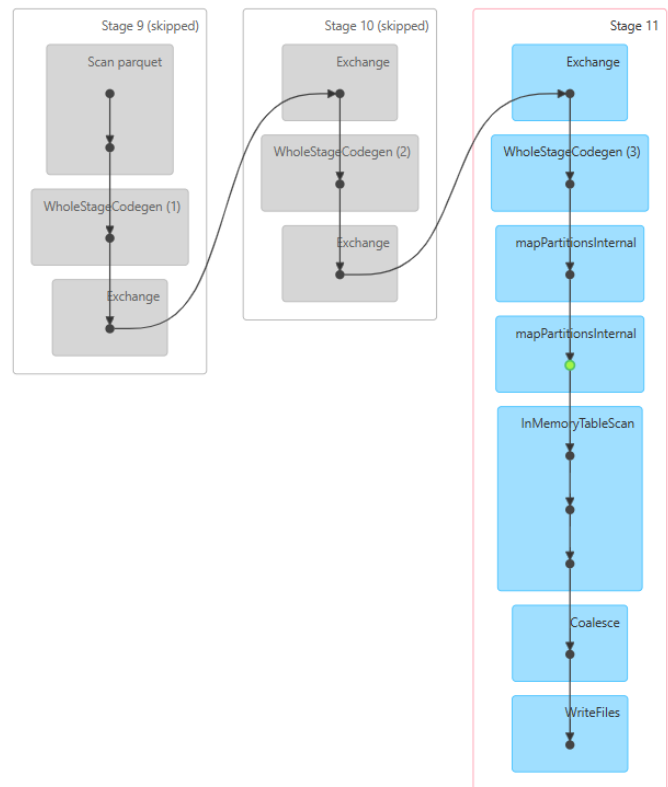 Stage 9 (skipped)
Scan parquet
WholeStageCodegen (1)
Exchange
Stage 10 (skipped)
Exchange
WholeStageCodegen (2)
Exchange
Stage 11
Exchange
WholeStageCodegen (3)
mapPartitionsInternal
mapPartitionsInternal
InMemoryTableScan
Coalesce
WriteFiles